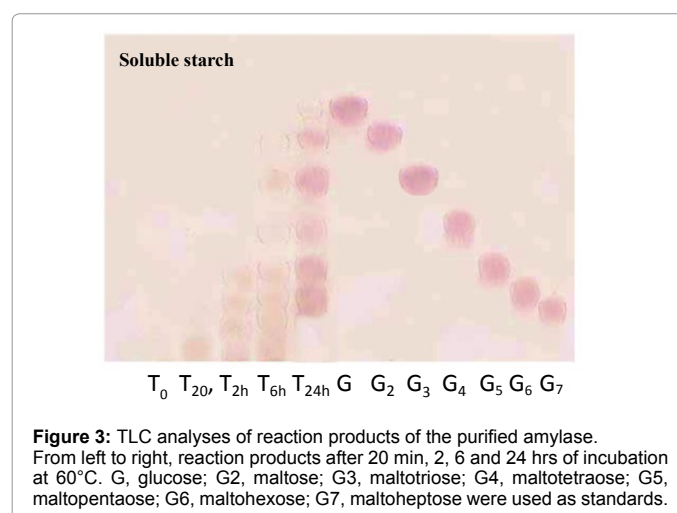 Soluble starch
T0 T20, T2h T6h T24h G G2 G3 G4 G5 G6 G7
Figure 3: TLC analyses of reaction products of the purified amylase.
From left to right, reaction products after 20 min, 2, 6 and 24 hrs of incubation
at 60°C. G, glucose; G2, maltose; G3, maltotriose; G4, maltotetraose; G5,
maltopentaose; G6, maltohexose; G7, maltoheptose were used as standards.